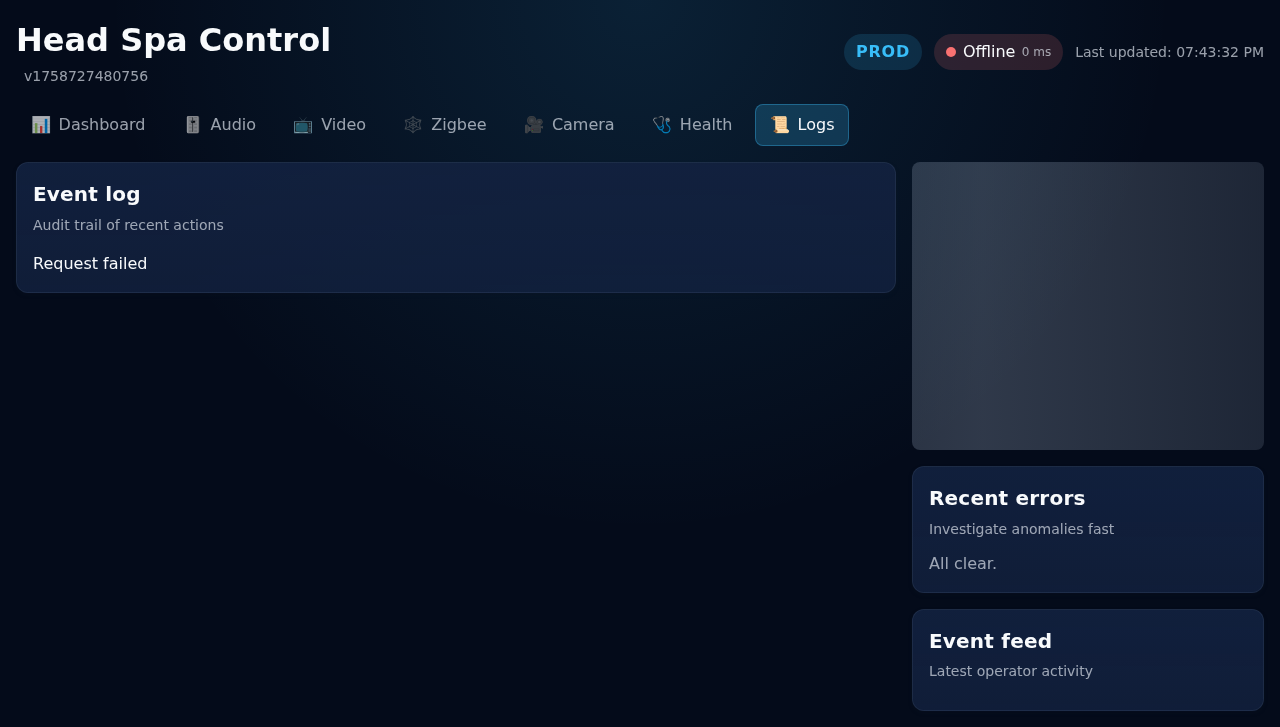 Head Spa Control
v1758727480756
PROD
Offline 0 ms
Last updated: 07:43:32 PM
Dashboard
Audio
Video
Zigbee
Camera
Health
Logs
Event log
Audit trail of recent actions
Request failed
Recent errors
Investigate anomalies fast
All clear.
Event feed
Latest operator activity